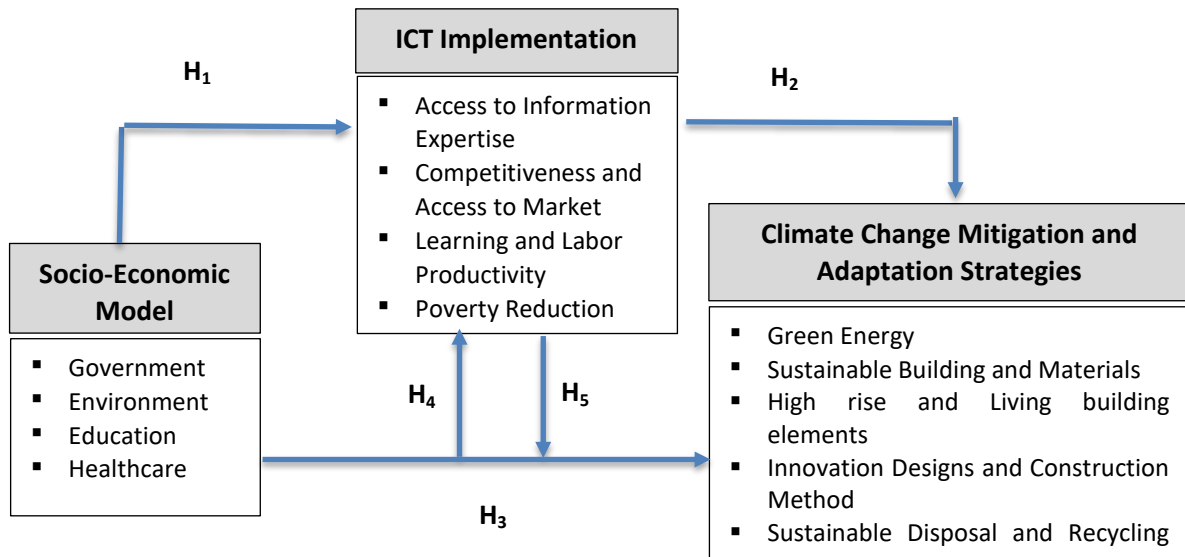 ICT Implementation
H₁
H₂
▪ Access to Information
Expertise
▪ Competitiveness and
Access to Market
▪ Learning and Labor
Productivity
▪ Poverty Reduction
Socio-Economic
Model
▪ Government
▪ Environment
▪ Education
▪ Healthcare
H₄
H₅
H₃
Climate Change Mitigation and
Adaptation Strategies
▪ Green Energy
▪ Sustainable Building and Materials
▪ High rise and Living building
elements
▪ Innovation Designs and Construction
Method
▪ Sustainable Disposal and Recycling